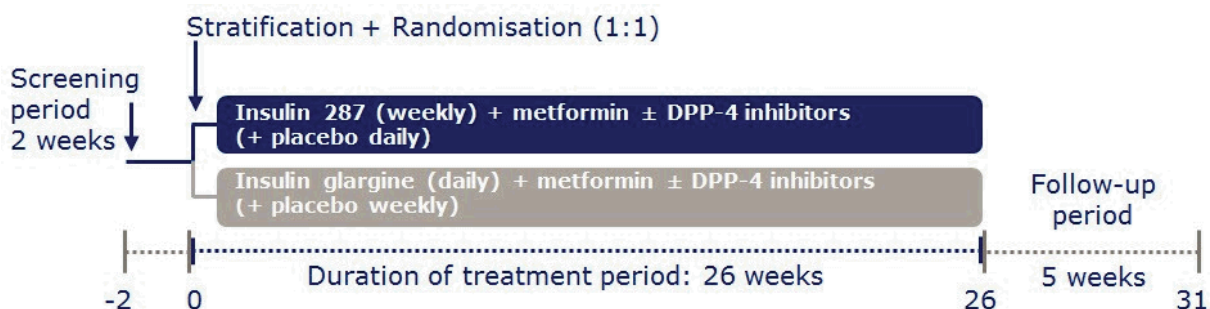 Stratification + Randomisation (1:1)
Screening
period
2 weeks
Insulin 287 (weekly) + metformin ± DPP-4 inhibitors
(+ placebo daily)
Insulin glargine (daily) + metformin ± DPP-4 inhibitors
(+ placebo weekly)
Follow-up
period
Duration of treatment period: 26 weeks
5 weeks
-2
0
26
31